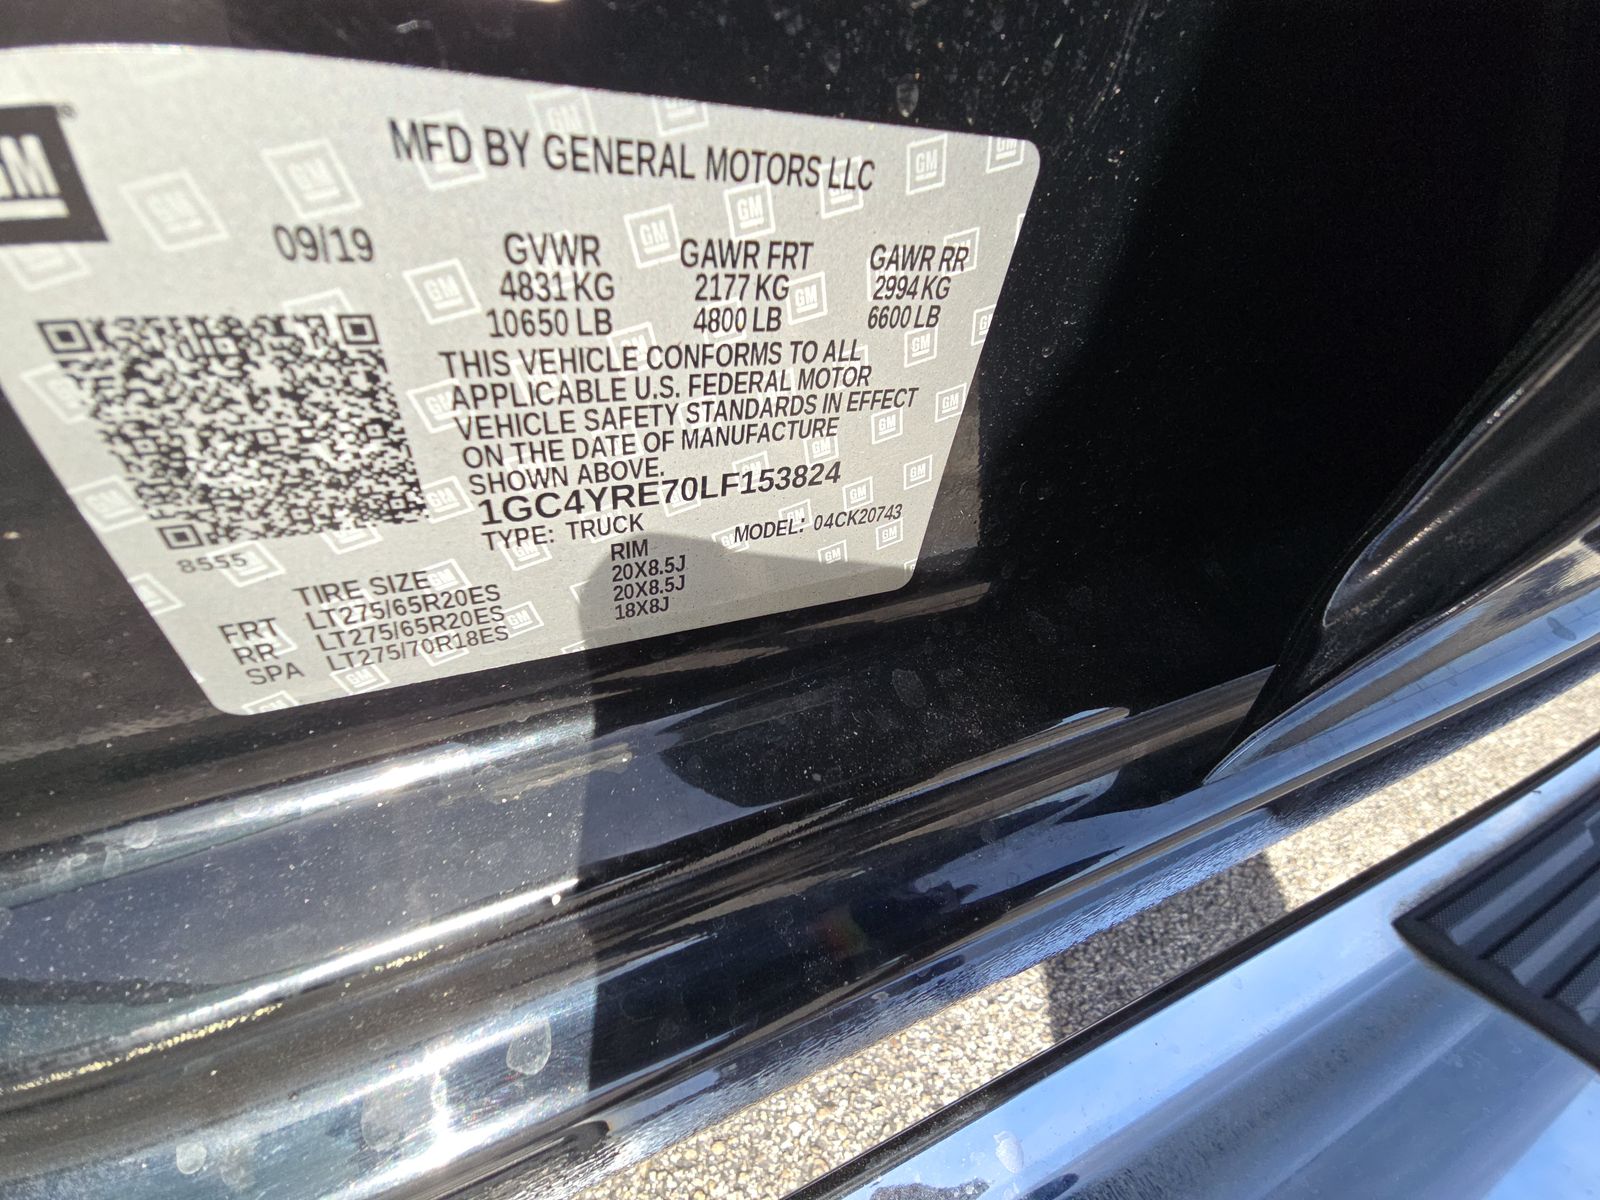 GM
MFD BY GENERAL MOTORS LLC
09/19
GVWR GAWR FRT GAWR RR
4831 KG 2177 KG 2994 KG
10650 LB 4800 LB 6600 LB
THIS VEHICLE CONFORMS TO ALL
APPLICABLE U.S. FEDERAL MOTOR
VEHICLE SAFETY STANDARDS IN EFFECT
ON THE DATE OF MANUFACTURE
SHOWN ABOVE.
1GC4YRE70LF153824
TYPE: TRUCK MODEL: 04CK20743
8555
TIRE SIZE RIM
FRT LT275/65R20ES 20X8.5J
RR LT275/65R20ES 20X8.5J
SPA LT275/70R18ES 18X8J